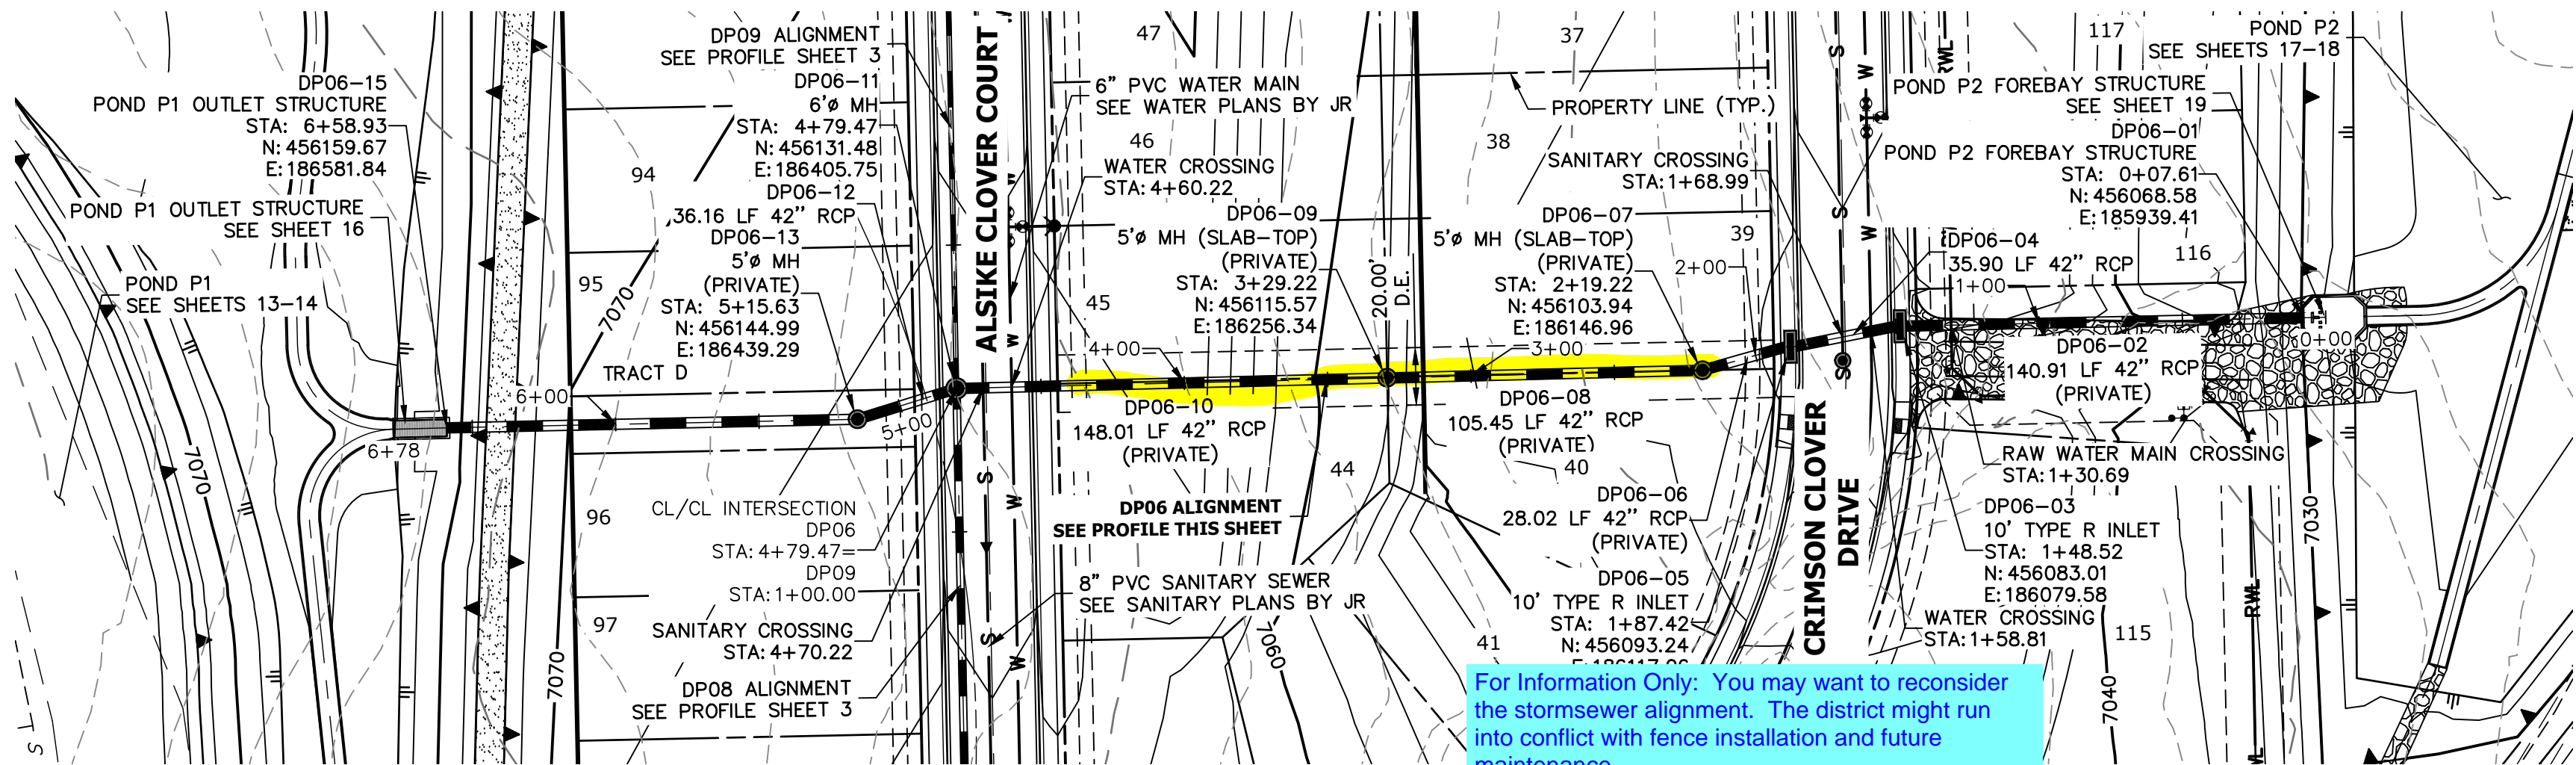 DP09 ALIGNMENT
SEE PROFILE SHEET 3
DP06-11
6'ø MH
STA: 4+79.47
N:456131.48
E:186405.75
DP06-12
36.16 LF 42" RCP
DP06-13
5'ø MH
(PRIVATE)
STA: 5+15.63
N:456144.99
E:186439.29
DP06-15
POND P1 OUTLET STRUCTURE
STA: 6+58.93
N:456159.67
E:186581.84
POND P1 OUTLET STRUCTURE
SEE SHEET 16
POND P1
SEE SHEETS 13-14
94
95
7070
TRACT D
6+00
5+00
6+78
7070
96
97
7070
CL/CL INTERSECTION
DP06
STA:4+79.47=
DP09
STA:1+00.00
SANITARY CROSSING
STA:4+70.22
DP08 ALIGNMENT
SEE PROFILE SHEET 3
ALSIKE CLOVER COURT
47
6" PVC WATER MAIN
SEE WATER PLANS BY JR
46
WATER CROSSING
STA:4+60.22
45
DP06-09
5'ø MH (SLAB-TOP)
(PRIVATE)
STA: 3+29.22
N:456115.57
E:186256.34
4+00
DP06-10
148.01 LF 42" RCP
(PRIVATE)
44
DP06 ALIGNMENT
SEE PROFILE THIS SHEET
8" PVC SANITARY SEWER
SEE SANITARY PLANS BY JR
7060
20.00'
D.E.
37
PROPERTY LINE (TYP.)
38
SANITARY CROSSING
STA:1+68.99
DP06-07
5'ø MH (SLAB-TOP)
(PRIVATE)
STA: 2+19.22
N:456103.94
E:186146.96
39
2+00
3+00
DP06-08
105.45 LF 42" RCP
(PRIVATE)
40
DP06-06
28.02 LF 42" RCP
(PRIVATE)
DP06-05
10' TYPE R INLET
STA: 1+87.42
N:456093.24
41
CRIMSON CLOVER
DRIVE
117
POND P2
SEE SHEETS 17-18
POND P2 FOREBAY STRUCTURE
SEE SHEET 19
DP06-01
POND P2 FOREBAY STRUCTURE
STA: 0+07.61
N:456068.58
E:185939.41
DP06-04
35.90 LF 42" RCP
116
1+00
0+00
DP06-02
140.91 LF 42" RCP
(PRIVATE)
RAW WATER MAIN CROSSING
STA:1+30.69
DP06-03
10' TYPE R INLET
STA: 1+48.52
N:456083.01
E:186079.58
WATER CROSSING
STA:1+58.81
115
7030
7040
RWL
RWL
RWL
S
S
S
S
S
W
W
W
W
W
W
S T
For Information Only: You may want to reconsider
the stormsewer alignment. The district might run
into conflict with fence installation and future